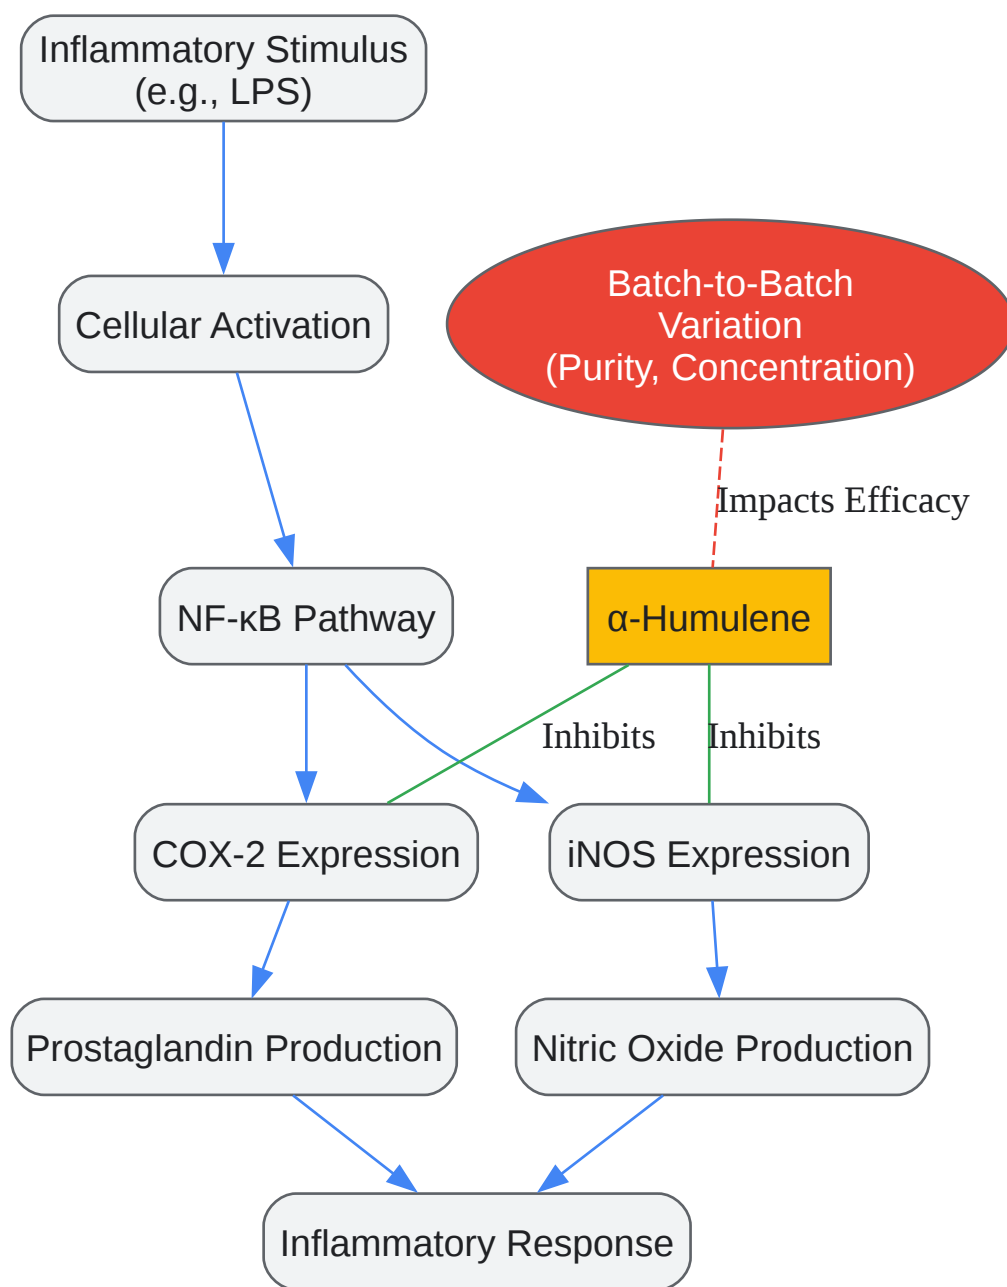 Inflammatory Stimulus
(e.g., LPS)
Cellular Activation
Batch-to-Batch
Variation
(Purity, Concentration)
Impacts Efficacy
NF-κB Pathway
α-Humulene
Inhibits
Inhibits
COX-2 Expression
iNOS Expression
Prostaglandin Production
Nitric Oxide Production
Inflammatory Response